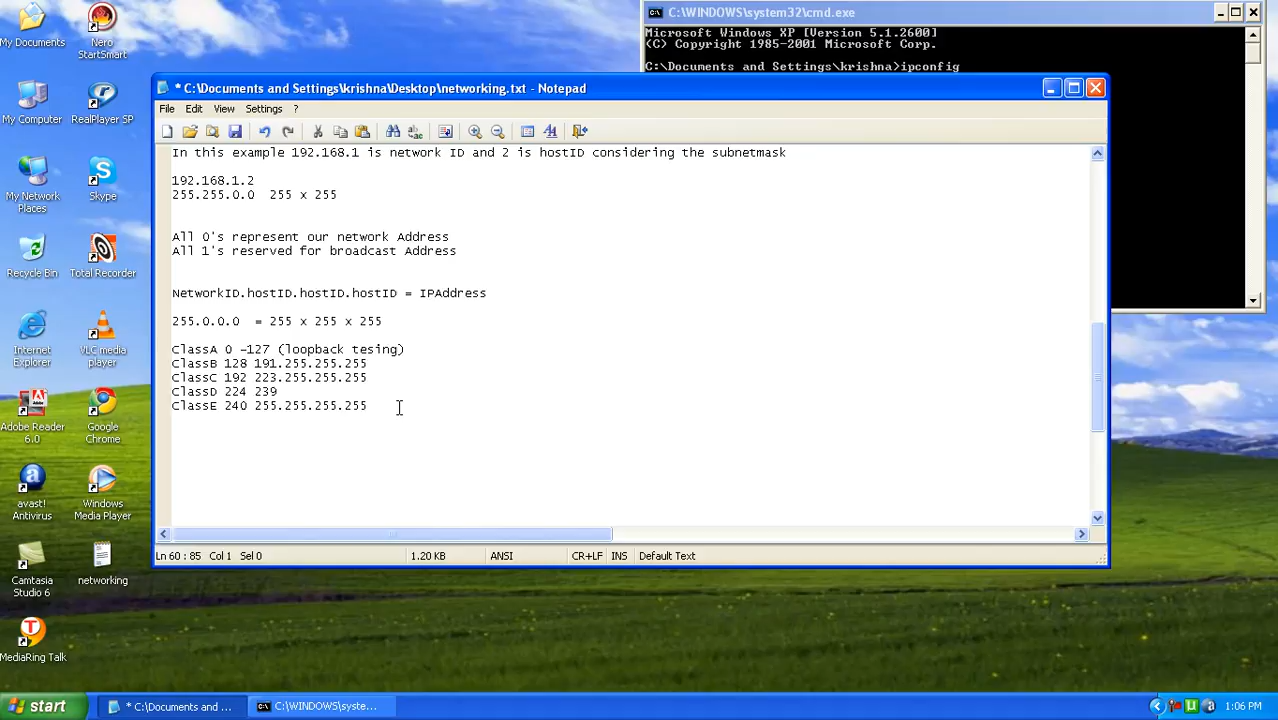 My Documents
Nero
StartSmart
My Computer
RealPlayer SP
My Network
Places
Skype
Recycle Bin
Total Recorder
Internet
Explorer
VLC media
player
Adobe Reader
6.0
Google
Chrome
avast!
Antivirus
Windows
Media Player
Camtasia
Studio 6
networking
MediaRing Talk
C:\WINDOWS\system32\cmd.exe
Microsoft Windows XP [Version 5.1.2600]
(C) Copyright 1985-2001 Microsoft Corp.
C:\Documents and Settings\krishna>ipconfig
* C:\Documents and Settings\krishna\Desktop\networking.txt - Notepad
File Edit View Settings ?
In this example 192.168.1 is network ID and 2 is hostID considering the subnetmask
192.168.1.2
255.255.0.0 255 x 255
All 0's represent our network Address
All 1's reserved for broadcast Address
NetworkID.hostID.hostID.hostID = IPAddress
255.0.0.0 = 255 x 255 x 255
ClassA 0 -127 (loopback tesing)
ClassB 128 191.255.255.255
ClassC 192 223.255.255.255
ClassD 224 239
ClassE 240 255.255.255.255
Ln 60 : 85 Col 1 Sel 0 1.20 KB ANSI CR+LF INS Default Text
start * C:\Documents and ... C:\WINDOWS\syste... 1:06 PM